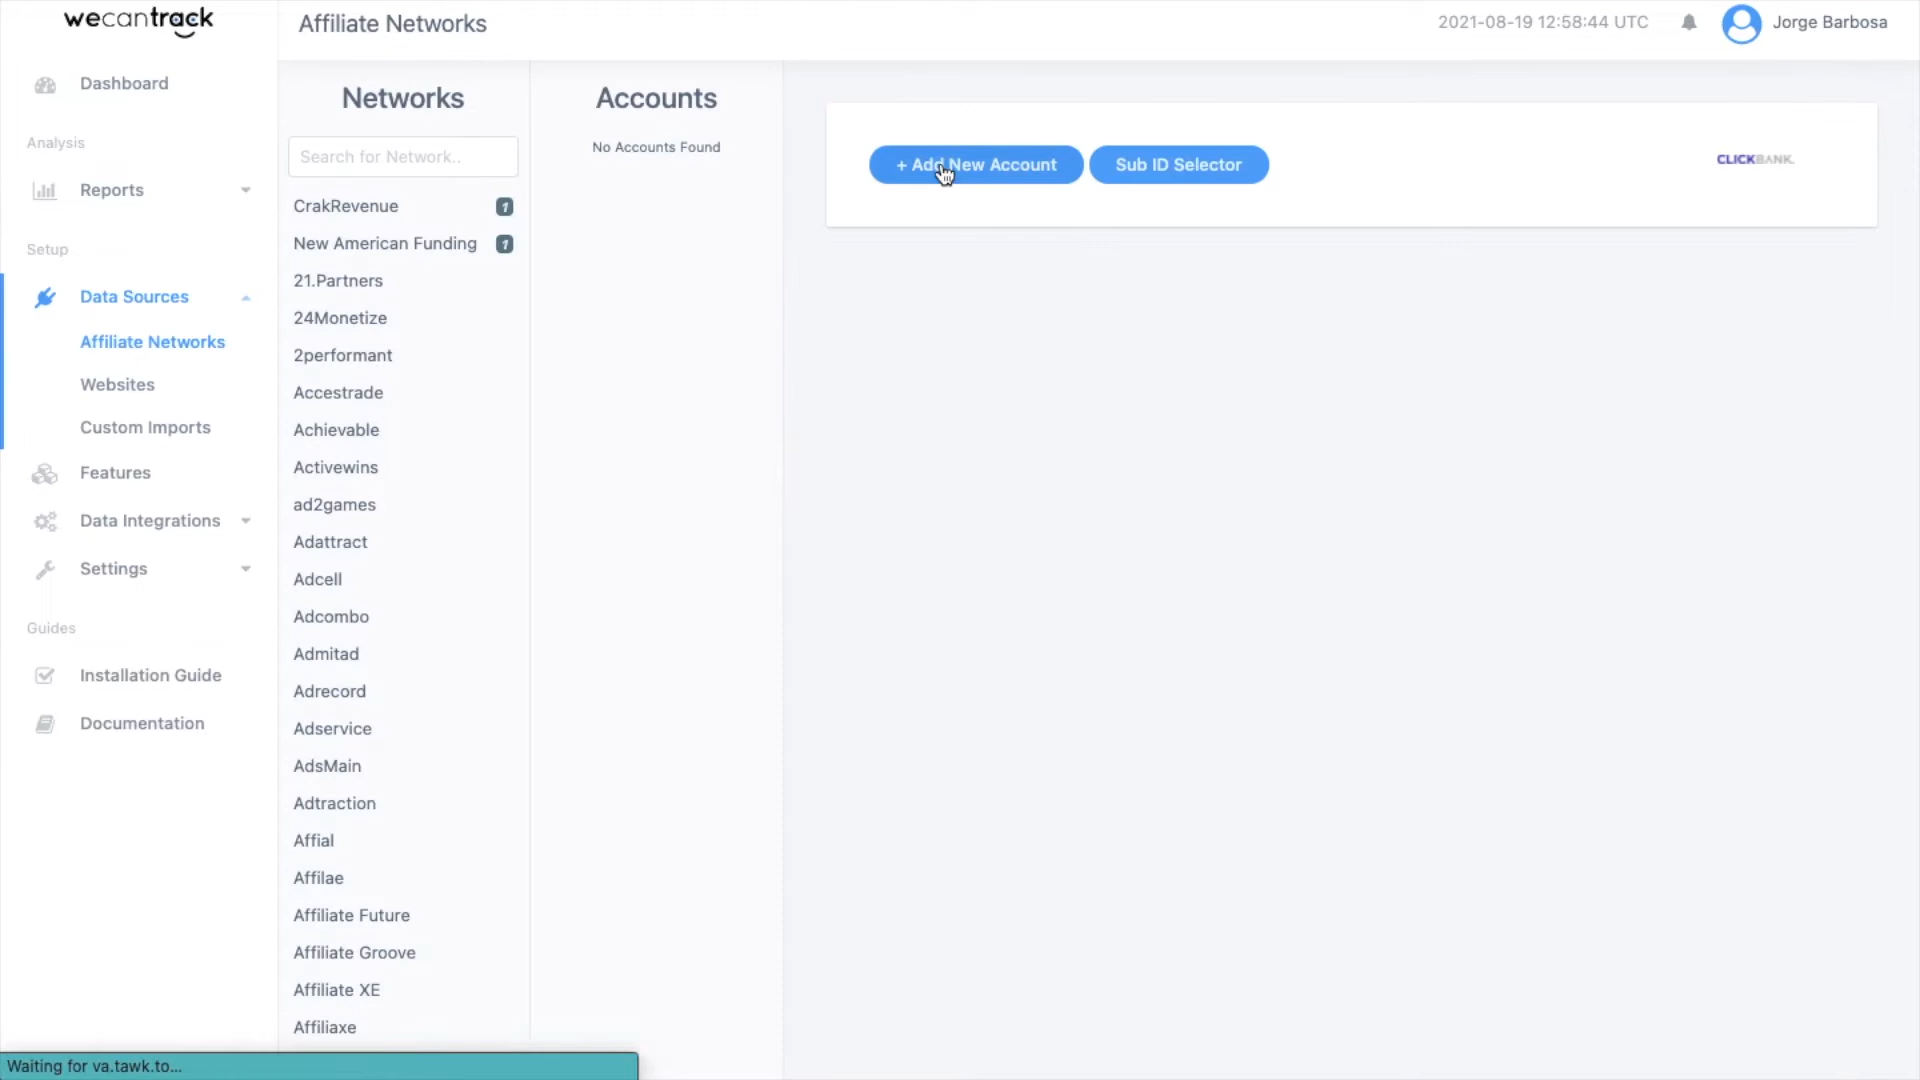 wecantrack
Affiliate Networks
2021-08-19 12:58:44 UTC
Jorge Barbosa
Dashboard
Analysis
Reports
Setup
Data Sources
Affiliate Networks
Websites
Custom Imports
Features
Data Integrations
Settings
Guides
Installation Guide
Documentation
Networks
Search for Network..
CrakRevenue 1
New American Funding 1
21.Partners
24Monetize
2performant
Accestrade
Achievable
Activewins
ad2games
Adattract
Adcell
Adcombo
Admitad
Adrecord
Adservice
AdsMain
Adtraction
Affial
Affilae
Affiliate Future
Affiliate Groove
Affiliate XE
Affiliaxe
Accounts
No Accounts Found
+ Add New Account
Sub ID Selector
CLICKBANK.
Waiting for va.tawk.to...